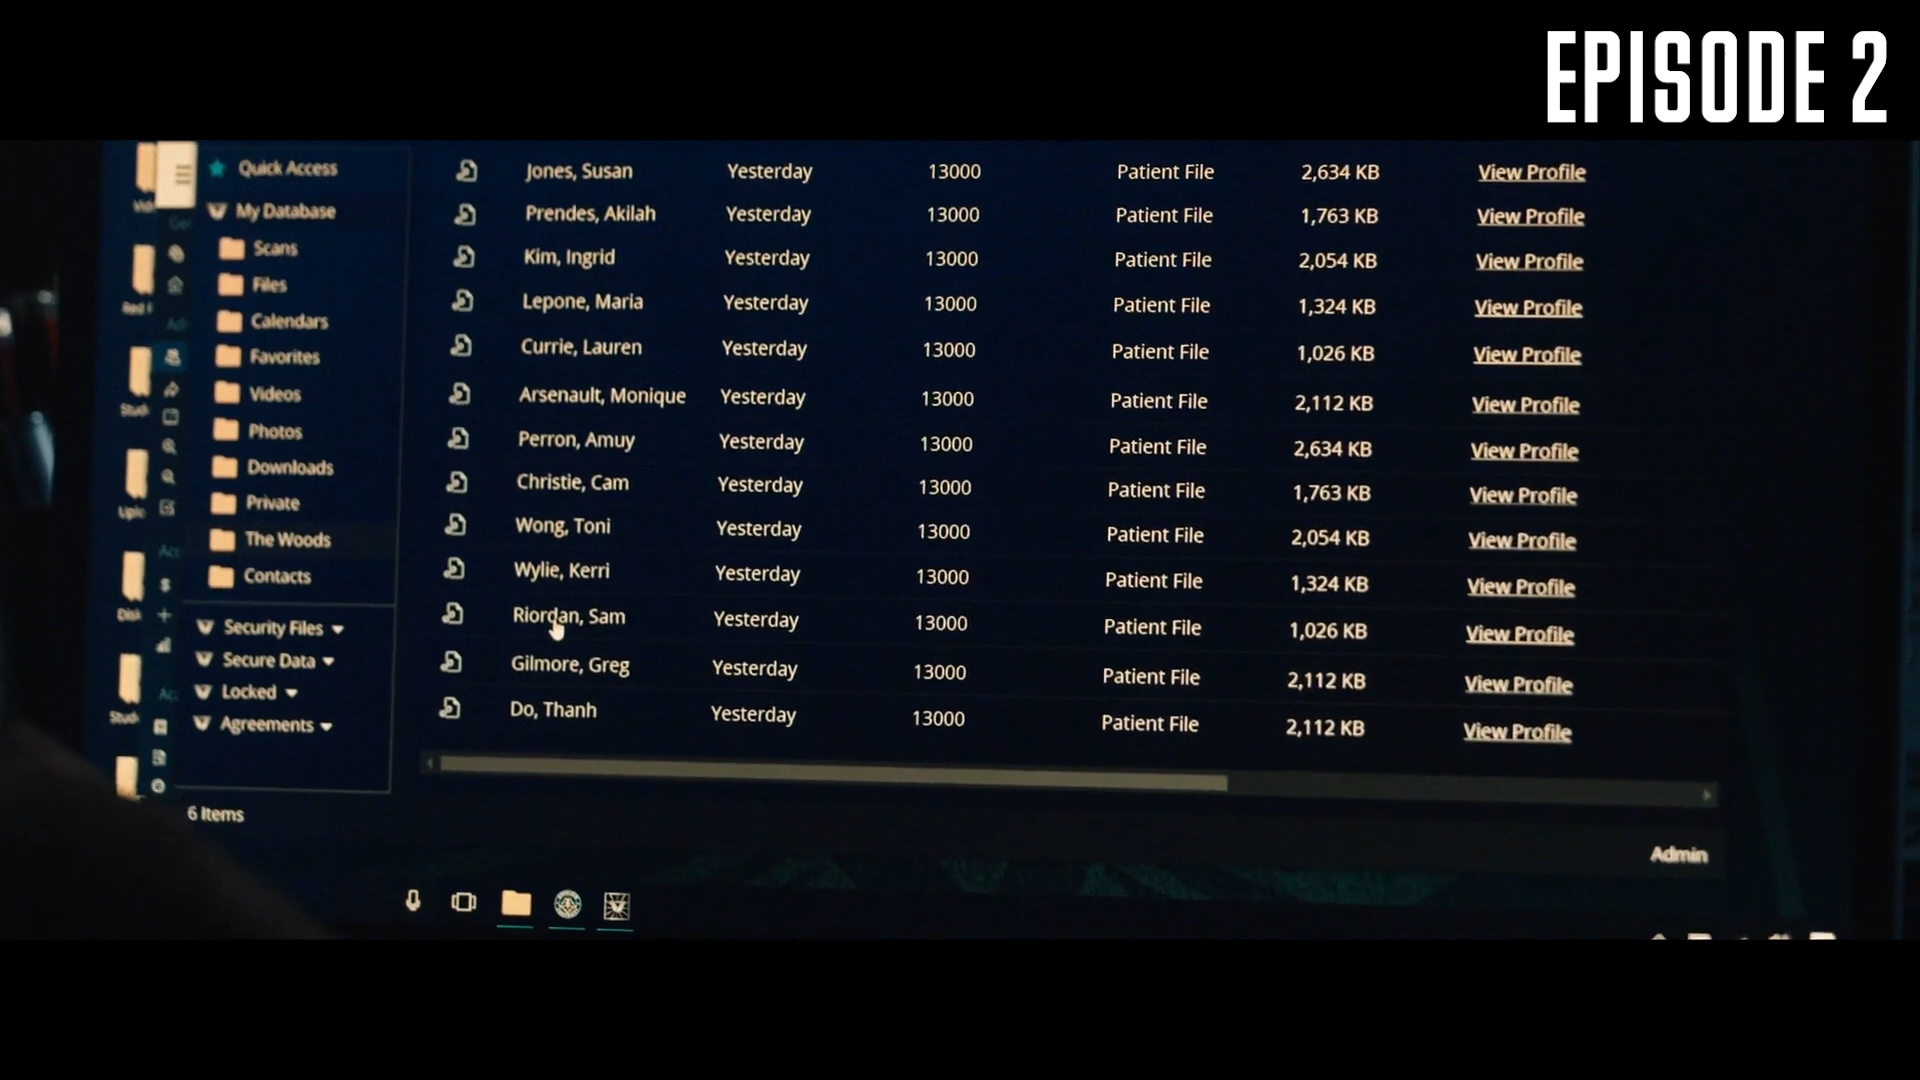 EPISODE 2
Quick Access
My Database
Scans
Files
Calendars
Favorites
Videos
Photos
Downloads
Private
The Woods
Contacts
Security Files
Secure Data
Locked
Agreements
6 Items
Jones, Susan Yesterday 13000 Patient File 2,634 KB View Profile
Prendes, Akilah Yesterday 13000 Patient File 1,763 KB View Profile
Kim, Ingrid Yesterday 13000 Patient File 2,054 KB View Profile
Lepone, Maria Yesterday 13000 Patient File 1,324 KB View Profile
Currie, Lauren Yesterday 13000 Patient File 1,026 KB View Profile
Arsenault, Monique Yesterday 13000 Patient File 2,112 KB View Profile
Perron, Amuy Yesterday 13000 Patient File 2,634 KB View Profile
Christie, Cam Yesterday 13000 Patient File 1,763 KB View Profile
Wong, Toni Yesterday 13000 Patient File 2,054 KB View Profile
Wylie, Kerri Yesterday 13000 Patient File 1,324 KB View Profile
Riordan, Sam Yesterday 13000 Patient File 1,026 KB View Profile
Gilmore, Greg Yesterday 13000 Patient File 2,112 KB View Profile
Do, Thanh Yesterday 13000 Patient File 2,112 KB View Profile
Admin